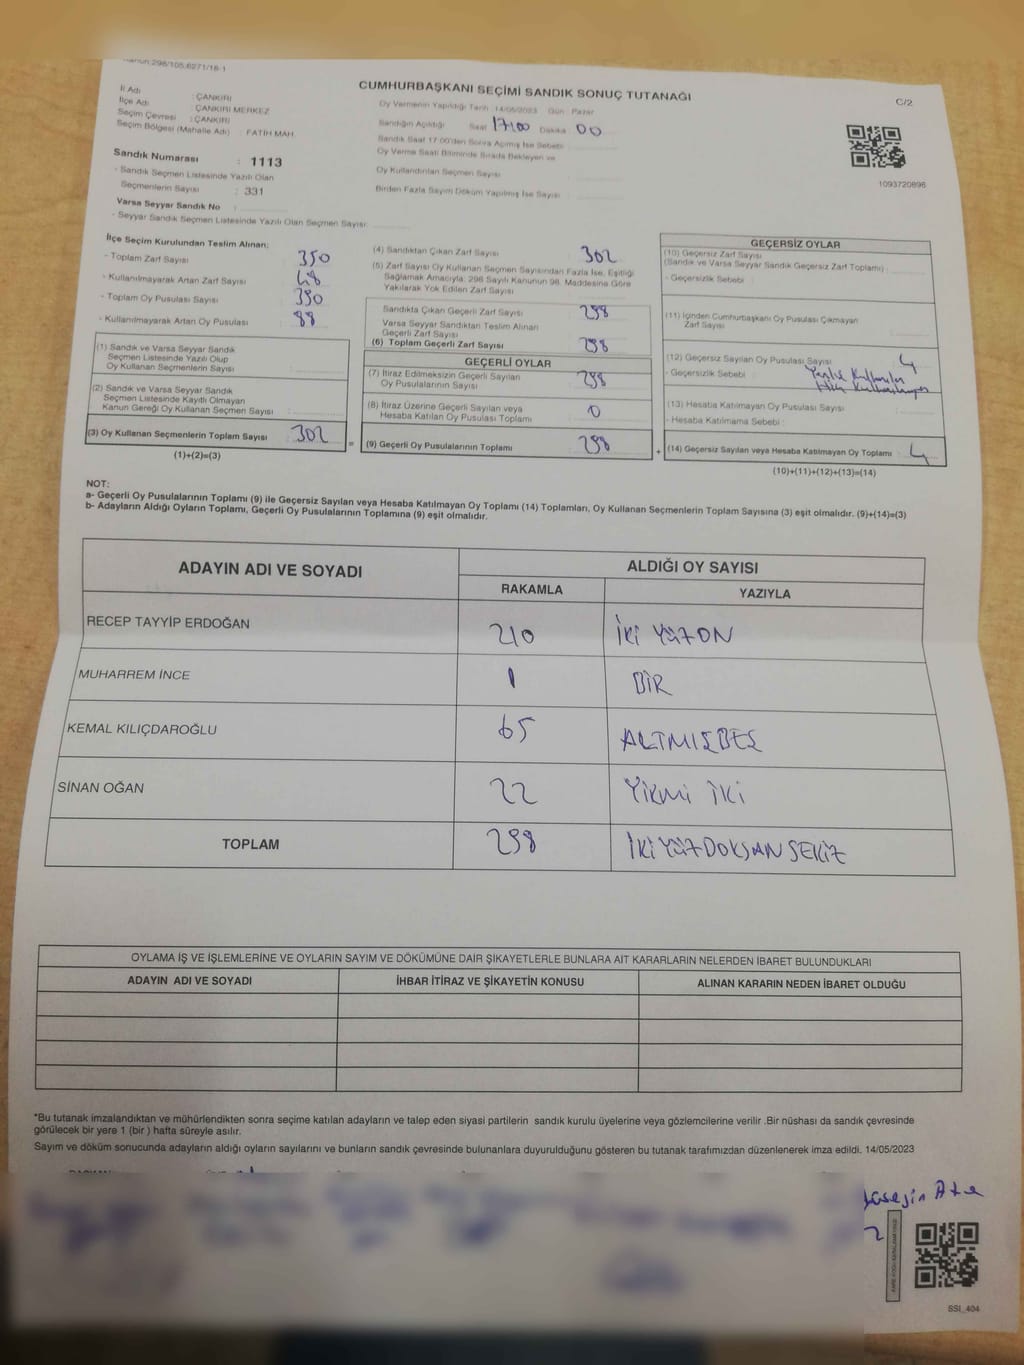 CUMHURBAŞKANI SEÇİMİ SANDIK SONUÇ TUTANAĞI
C/2
İl Adı : ÇANKIRI
İlçe Adı : ÇANKIRI MERKEZ
Seçim Çevresi : ÇANKIRI
Seçim Bölgesi (Mahalle Adı) : FATİH MAH.
Oy Vermenin Yapıldığı Tarih 14/05/2023 Gün : Pazar
Sandığın Açıldığı Saat 17:00 Dakika 00
Sandık Saat 17:00'den Sonra Açılmış İse Sebebi :
Oy Verme Saati Bitiminde Sırada Bekleyen ve
Oy Kullandırılan Seçmen Sayısı
Birden Fazla Sayım Döküm Yapılmış İse Sayısı :
1093720896
Sandık Numarası : 1113
- Sandık Seçmen Listesinde Yazılı Olan
Seçmenlerin Sayısı : 331
Varsa Seyyar Sandık No
- Seyyar Sandık Seçmen Listesinde Yazılı Olan Seçmen Sayısı:
İlçe Seçim Kurulundan Teslim Alınan:
- Toplam Zarf Sayısı 350
- Kullanılmayarak Artan Zarf Sayısı 48
- Toplam Oy Pusulası Sayısı 390
- Kullanılmayarak Artan Oy Pusulası 88
(1) Sandık ve Varsa Seyyar Sandık
Seçmen Listesinde Yazılı Olup
Oy Kullanan Seçmenlerin Sayısı :
(2) Sandık ve Varsa Seyyar Sandık
Seçmen Listesinde Kayıtlı Olmayan
Kanun Gereği Oy Kullanan Seçmen Sayısı :
(3) Oy Kullanan Seçmenlerin Toplam Sayısı 302
(1)+(2)=(3)
(4) Sandıktan Çıkan Zarf Sayısı 302
(5) Zarf Sayısı Oy Kullanan Seçmen Sayısından Fazla İse, Eşitliği
Sağlamak Amacıyla, 298 Sayılı Kanunun 98. Maddesine Göre
Yakılarak Yok Edilen Zarf Sayısı
Sandıkta Çıkan Geçerli Zarf Sayısı 298
Varsa Seyyar Sandıktan Teslim Alınan
Geçerli Zarf Sayısı
(6) Toplam Geçerli Zarf Sayısı 298
GEÇERLİ OYLAR
(7) İtiraz Edilmeksizin Geçerli Sayılan
Oy Pusulalarının Sayısı 298
(8) İtiraz Üzerine Geçerli Sayılan veya
Hesaba Katılan Oy Pusulası Toplamı 0
=
(9) Geçerli Oy Pusulalarının Toplamı 298
+
GEÇERSİZ OYLAR
(10) Geçersiz Zarf Sayısı
(Sandık ve Varsa Seyyar Sandık Geçersiz Zarf Toplamı) :
- Geçersizlik Sebebi :
(11) İçinden Cumhurbaşkanı Oy Pusulası Çıkmayan
Zarf Sayısı
(12) Geçersiz Sayılan Oy Pusulası Sayısı 4
- Geçersizlik Sebebi :
(13) Hesaba Katılmayan Oy Pusulası Sayısı :
- Hesaba Katılmama Sebebi :
(14) Geçersiz Sayılan veya Hesaba Katılmayan Oy Toplamı : 4
(10)+(11)+(12)+(13)=(14)
NOT:
a- Geçerli Oy Pusulalarının Toplamı (9) ile Geçersiz Sayılan veya Hesaba Katılmayan Oy Toplamı (14) Toplamları, Oy Kullanan Seçmenlerin Toplam Sayısına (3) eşit olmalıdır. (9)+(14)=(3)
b- Adayların Aldığı Oyların Toplamı, Geçerli Oy Pusulalarının Toplamına (9) eşit olmalıdır.
ADAYIN ADI VE SOYADI ALDIĞI OY SAYISI
RAKAMLA YAZIYLA
RECEP TAYYİP ERDOĞAN 210 İKİ YÜZ ON
MUHARREM İNCE 1 BİR
KEMAL KILIÇDAROĞLU 65 ALTMIŞBEŞ
SİNAN OĞAN 22 YİRMİ İKİ
TOPLAM 298 İKİ YÜZ DOKSAN SEKİZ
OYLAMA İŞ VE İŞLEMLERİNE VE OYLARIN SAYIM VE DÖKÜMÜNE DAİR ŞİKAYETLERLE BUNLARA AİT KARARLARIN NELERDEN İBARET BULUNDUKLARI
ADAYIN ADI VE SOYADI İHBAR İTİRAZ VE ŞİKAYETİN KONUSU ALINAN KARARIN NEDEN İBARET OLDUĞU
*Bu tutanak imzalandıktan ve mühürlendikten sonra seçime katılan adayların ve talep eden siyasi partilerin sandık kurulu üyelerine veya gözlemcilerine verilir .Bir nüshası da sandık çevresinde
görülecek bir yere 1 (bir ) hafta süreyle asılır.
Sayım ve döküm sonucunda adayların aldığı oyların sayılarını ve bunların sandık çevresinde bulunanlara duyurulduğunu gösteren bu tutanak tarafımızdan düzenlenerek imza edildi. 14/05/2023
SSI_404